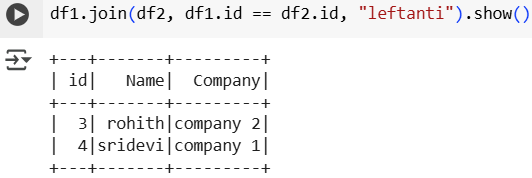 df1.join(df2, df1.id == df2.id, "leftanti").show()
+---+-------+---------+
| id|   Name|  Company|
+---+-------+---------+
|  3| rohith|company 2|
|  4|sridevi|company 1|
+---+-------+---------+